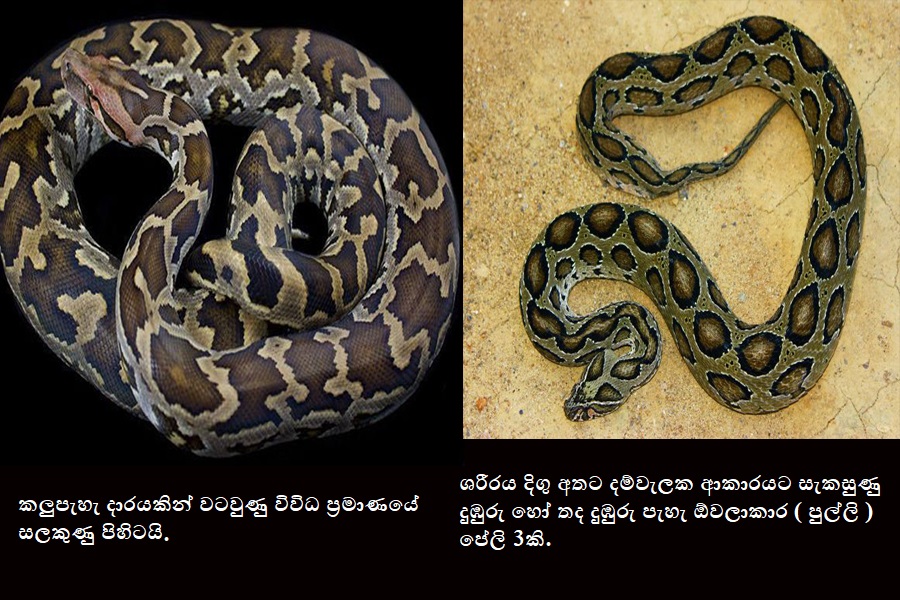 කලුපැහැ දාරයකින් වටවුණු විවිධ ප්‍රමාණයේ
සලකුණු පිහිටයි.
ශරීරය දිගු අතට දම්වැලක ආකාරයට සැකසුණු
දුඹුරු හෝ තද දුඹුරු පැහැ ඕවලාකාර ( පුල්ලි )
පේලි 3කි.